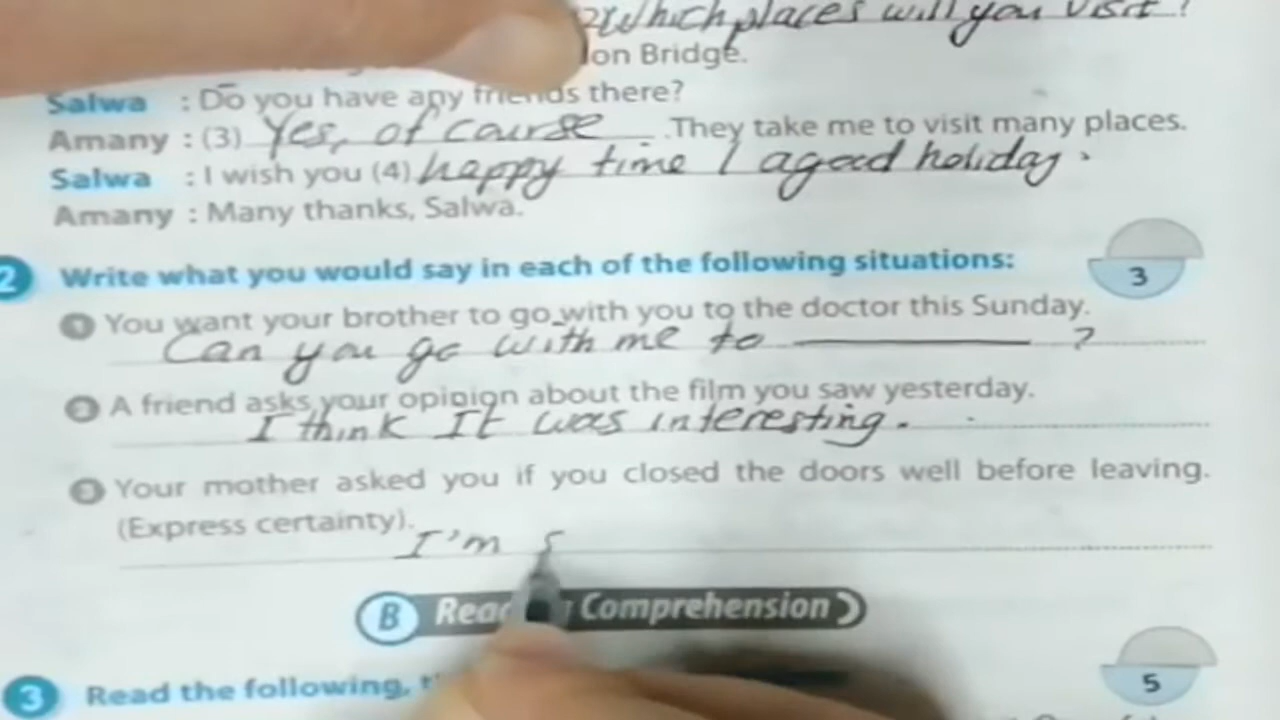 Which places will you visit?
on Bridge.
Salwa : Do you have any friends there?
Amany : (3) Yes, of course .They take me to visit many places.
Salwa : I wish you (4) happy time / a good holiday.
Amany : Many thanks, Salwa.
2 Write what you would say in each of the following situations: 3
1 You want your brother to go with you to the doctor this Sunday.
Can you go with me to ?
2 A friend asks your opinion about the film you saw yesterday.
I think It was interesting.
3 Your mother asked you if you closed the doors well before leaving.
(Express certainty).
I'm s
B Comprehension
3 Read the following, 5